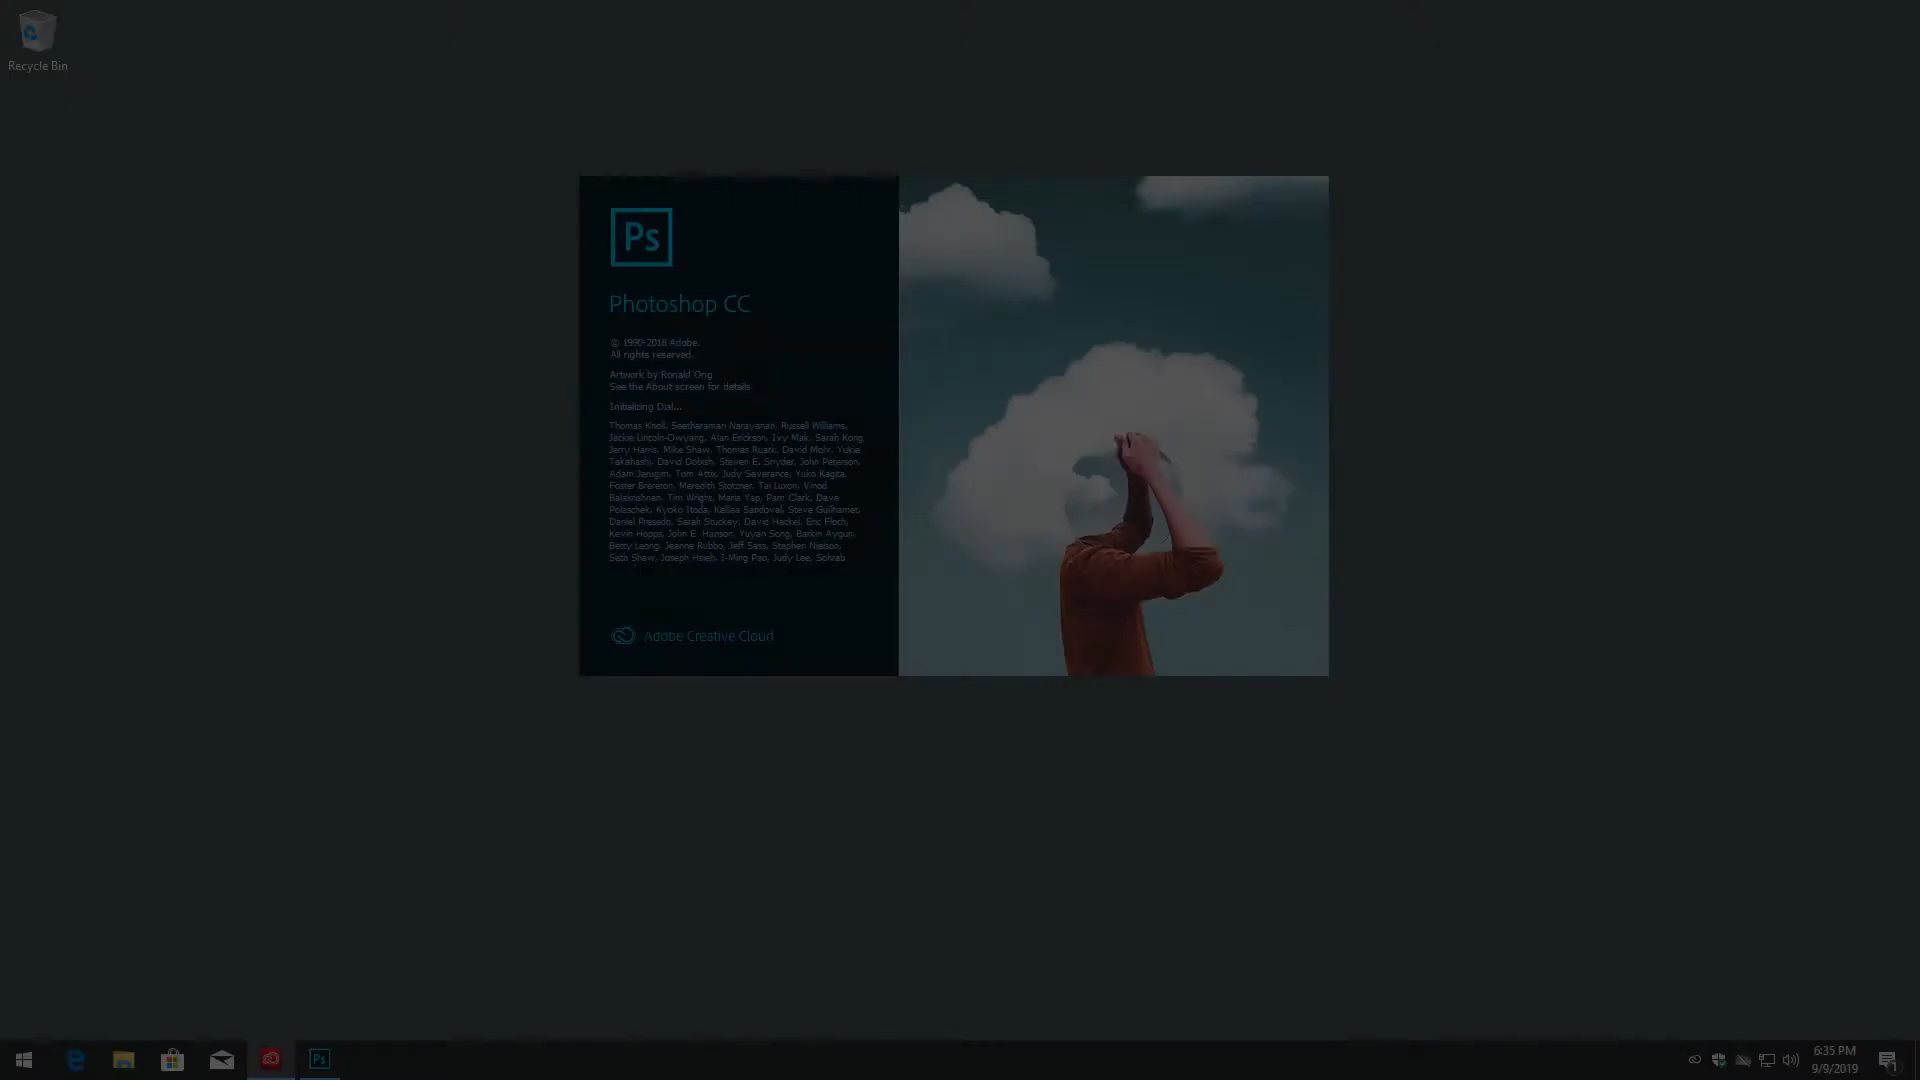 Recycle Bin
Ps
Photoshop CC
© 1990-2018 Adobe.
All rights reserved.
Artwork by Ronald Ong
See the About screen for details
Initializing Dial...
Thomas Knoll, Seetharaman Narayanan, Russell Williams,
Jackie Lincoln-Owyang, Alan Erickson, Ivy Mak, Sarah Kong,
Jerry Harris, Mike Shaw, Thomas Ruark, David Mohr, Yukie
Takahashi, David Dobish, Steven E. Snyder, John Peterson,
Adam Jerugim, Tom Attix, Judy Severance, Yuko Kagita,
Foster Brereton, Meredith Stotzner, Tai Luxon, Vinod
Balakrishnan, Tim Wright, Maria Yap, Pam Clark, Dave
Polaschek, Kyoko Itoda, Kellisa Sandoval, Steve Guilhamet,
Daniel Presedo, Sarah Stuckey, David Hackel, Eric Floch,
Kevin Hopps, John E. Hanson, Yuyan Song, Barkin Aygun,
Betty Leong, Jeanne Rubbo, Jeff Sass, Stephen Nielson,
Seth Shaw, Joseph Hsieh, I-Ming Pao, Judy Lee, Sohrab
Adobe Creative Cloud
Ps
6:35 PM
9/9/2019
1